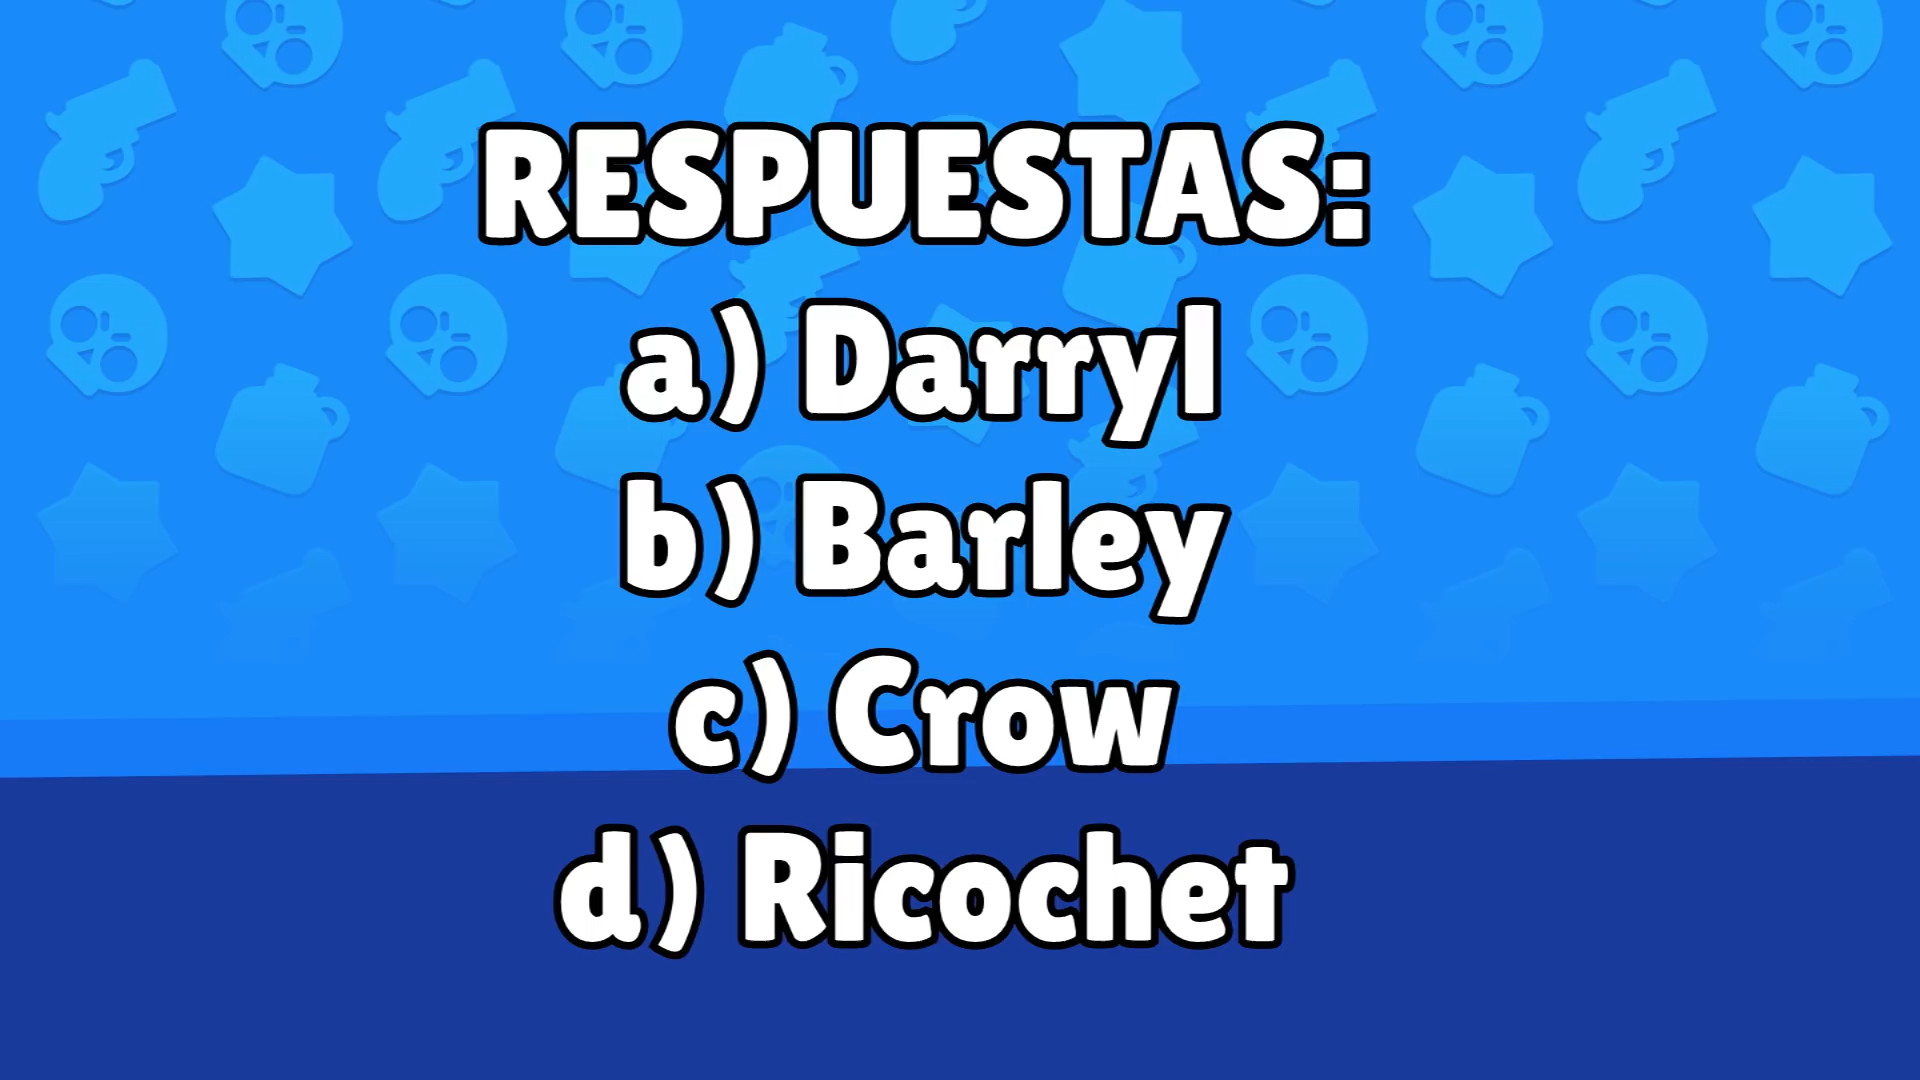 RESPUESTAS:
a) Darryl
b) Barley
c) Crow
d) Ricochet